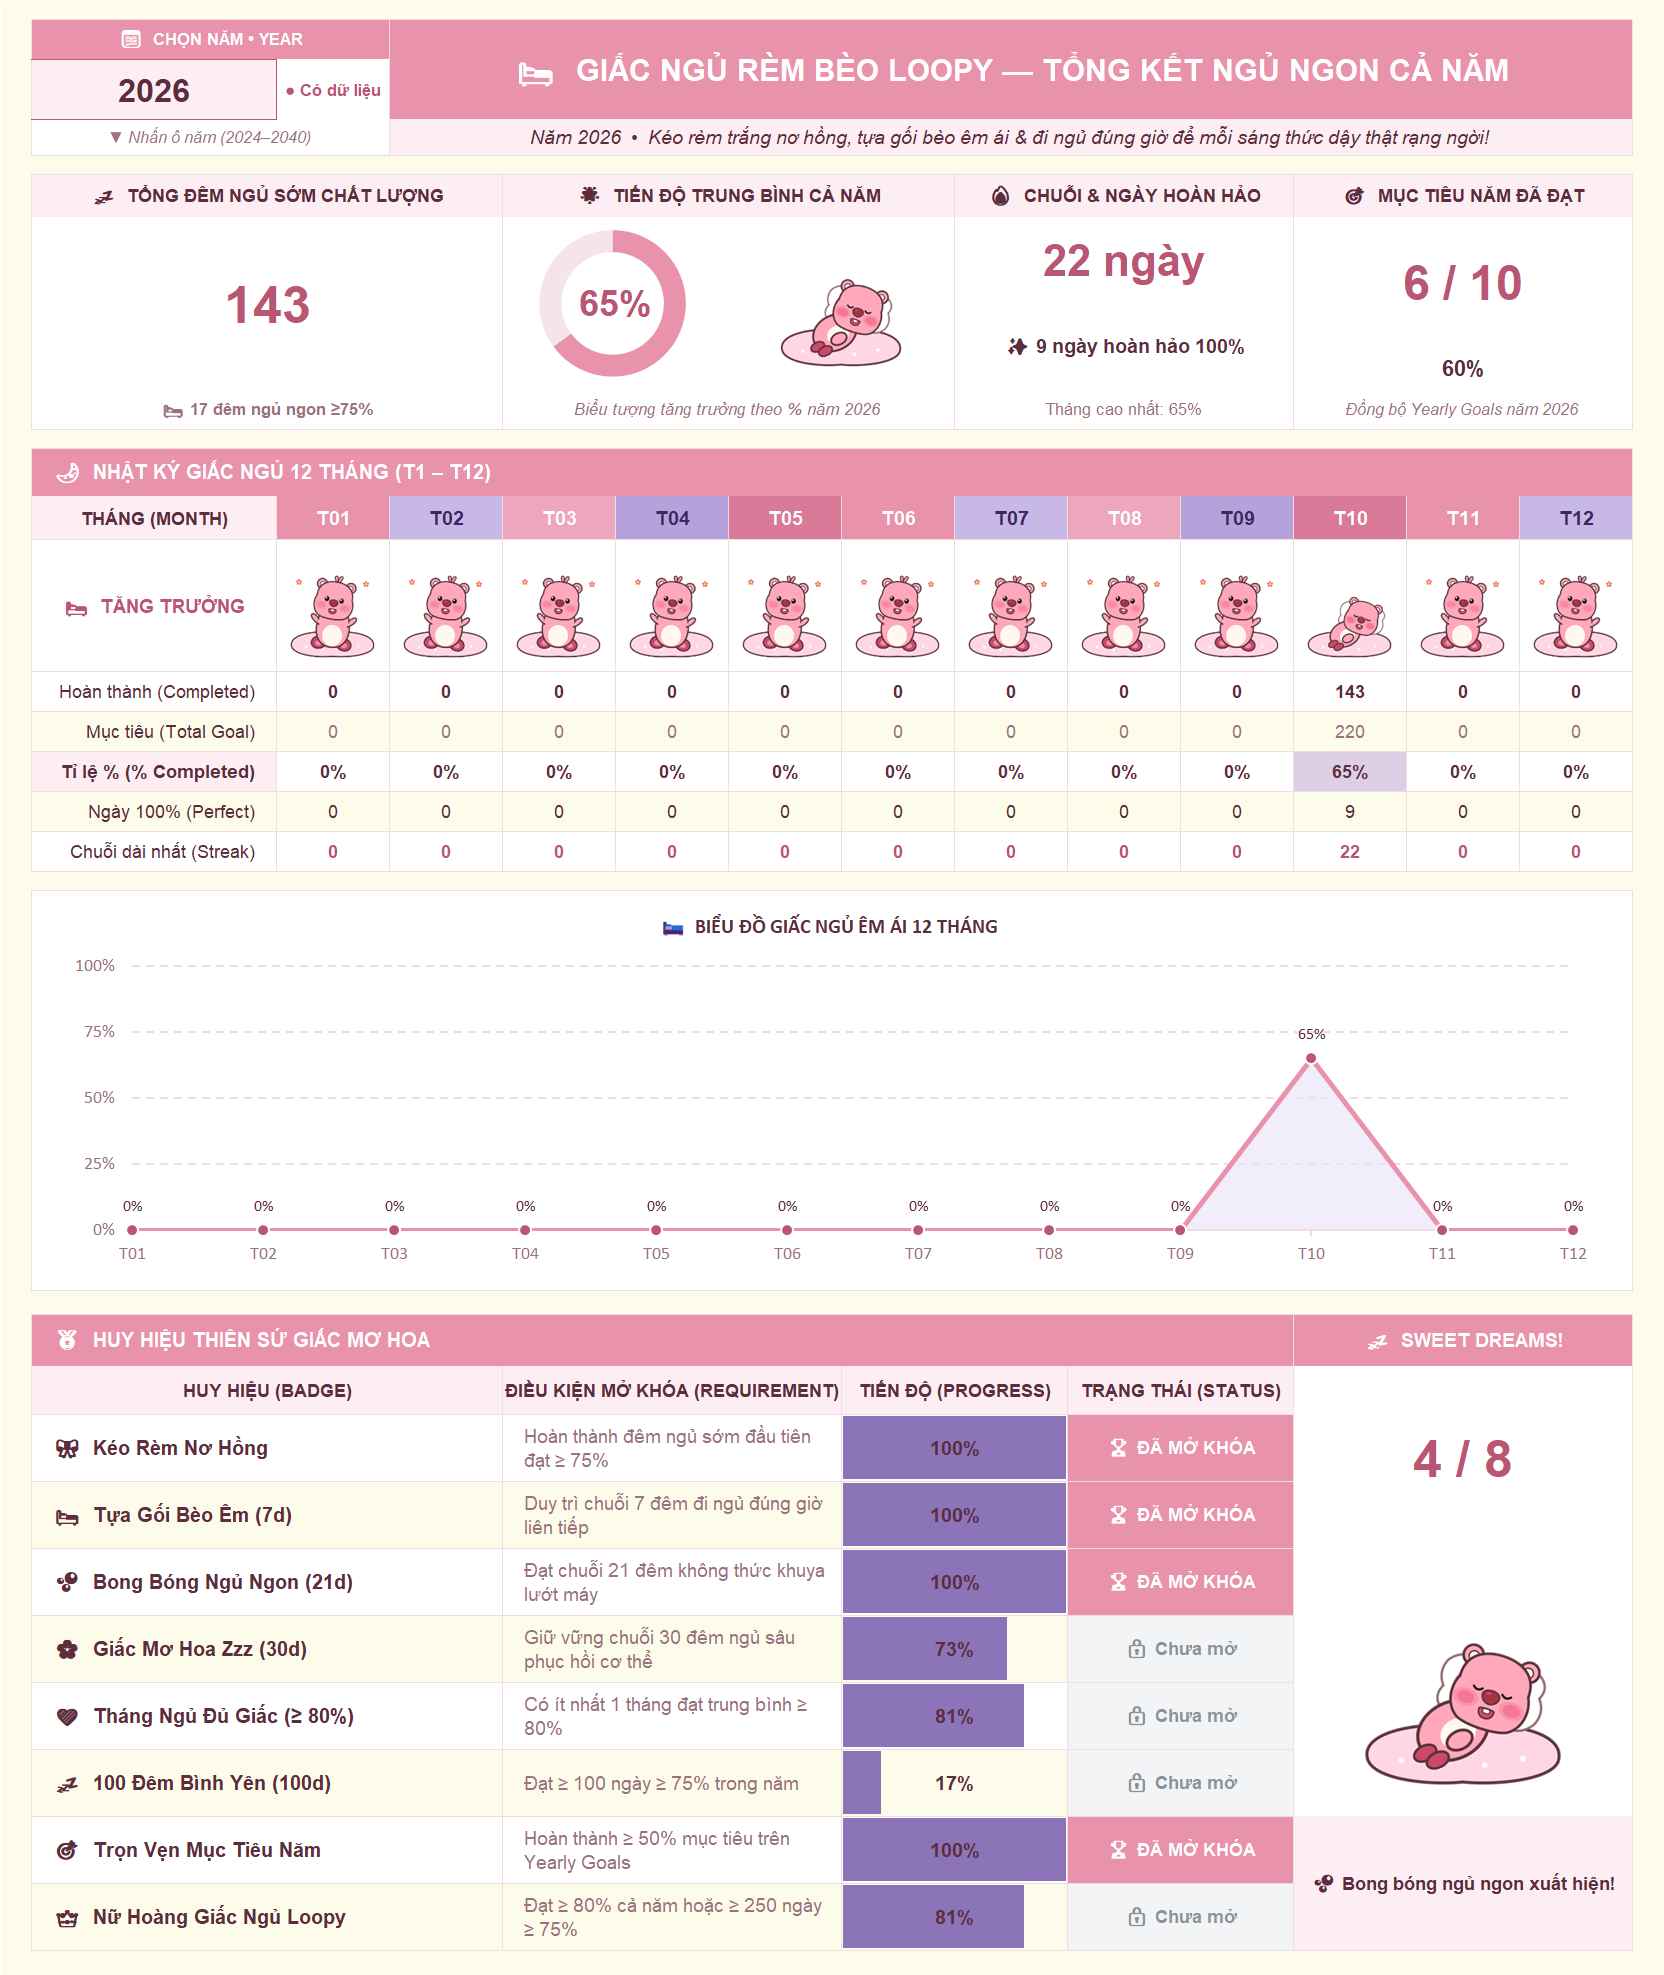 CHỌN NĂM • YEAR
2026
● Có dữ liệu
▼ Nhấn ô năm (2024–2040)
GIẤC NGỦ RÈM BÈO LOOPY — TỔNG KẾT NGỦ NGON CẢ NĂM
Năm 2026 • Kéo rèm trắng nơ hồng, tựa gối bèo êm ái & đi ngủ đúng giờ để mỗi sáng thức dậy thật rạng ngời!
TỔNG ĐÊM NGỦ SỚM CHẤT LƯỢNG
143
17 đêm ngủ ngon ≥75%
TIẾN ĐỘ TRUNG BÌNH CẢ NĂM
65%
Biểu tượng tăng trưởng theo % năm 2026
CHUỖI & NGÀY HOÀN HẢO
22 ngày
9 ngày hoàn hảo 100%
Tháng cao nhất: 65%
MỤC TIÊU NĂM ĐÃ ĐẠT
6 / 10
60%
Đồng bộ Yearly Goals năm 2026
NHẬT KÝ GIẤC NGỦ 12 THÁNG (T1 – T12)
THÁNG (MONTH) T01 T02 T03 T04 T05 T06 T07 T08 T09 T10 T11 T12
TĂNG TRƯỞNG
Hoàn thành (Completed) 0 0 0 0 0 0 0 0 0 143 0 0
Mục tiêu (Total Goal) 0 0 0 0 0 0 0 0 0 220 0 0
Tỉ lệ % (% Completed) 0% 0% 0% 0% 0% 0% 0% 0% 0% 65% 0% 0%
Ngày 100% (Perfect) 0 0 0 0 0 0 0 0 0 9 0 0
Chuỗi dài nhất (Streak) 0 0 0 0 0 0 0 0 0 22 0 0
BIỂU ĐỒ GIẤC NGỦ ÊM ÁI 12 THÁNG
100%
75%
65%
50%
25%
0% 0% 0% 0% 0% 0% 0% 0% 0% 0% 0%
0%
T01 T02 T03 T04 T05 T06 T07 T08 T09 T10 T11 T12
HUY HIỆU THIÊN SỨ GIẤC MƠ HOA
HUY HIỆU (BADGE) ĐIỀU KIỆN MỞ KHÓA (REQUIREMENT) TIẾN ĐỘ (PROGRESS) TRẠNG THÁI (STATUS)
Kéo Rèm Nơ Hồng
Hoàn thành đêm ngủ sớm đầu tiên
đạt ≥ 75%
100%
ĐÃ MỞ KHÓA
Tựa Gối Bèo Êm (7d)
Duy trì chuỗi 7 đêm đi ngủ đúng giờ
liên tiếp
100%
ĐÃ MỞ KHÓA
Bong Bóng Ngủ Ngon (21d)
Đạt chuỗi 21 đêm không thức khuya
lướt máy
100%
ĐÃ MỞ KHÓA
Giấc Mơ Hoa Zzz (30d)
Giữ vững chuỗi 30 đêm ngủ sâu
phục hồi cơ thể
73%
Chưa mở
Tháng Ngủ Đủ Giấc (≥ 80%)
Có ít nhất 1 tháng đạt trung bình ≥
80%
81%
Chưa mở
100 Đêm Bình Yên (100d)
Đạt ≥ 100 ngày ≥ 75% trong năm
17%
Chưa mở
Trọn Vẹn Mục Tiêu Năm
Hoàn thành ≥ 50% mục tiêu trên
Yearly Goals
100%
ĐÃ MỞ KHÓA
Nữ Hoàng Giấc Ngủ Loopy
Đạt ≥ 80% cả năm hoặc ≥ 250 ngày
≥ 75%
81%
Chưa mở
SWEET DREAMS!
4 / 8
Bong bóng ngủ ngon xuất hiện!